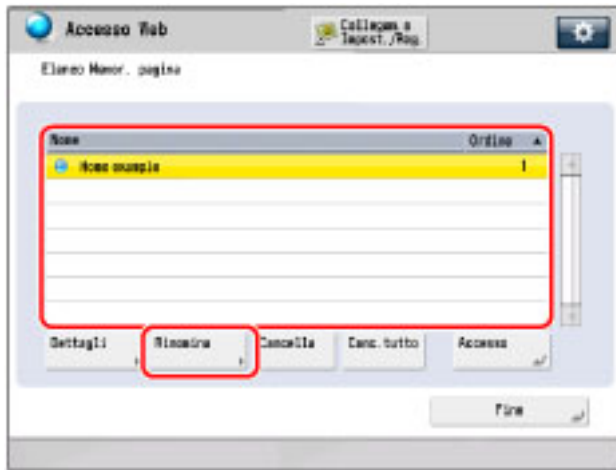 Accesso Web
Collegam.a
Impost./Reg.
Elenco Memor. pagina
Nome Ordine
Home example 1
Dettagli Rinomina Cancella Canc.tutto Accesso
Fine